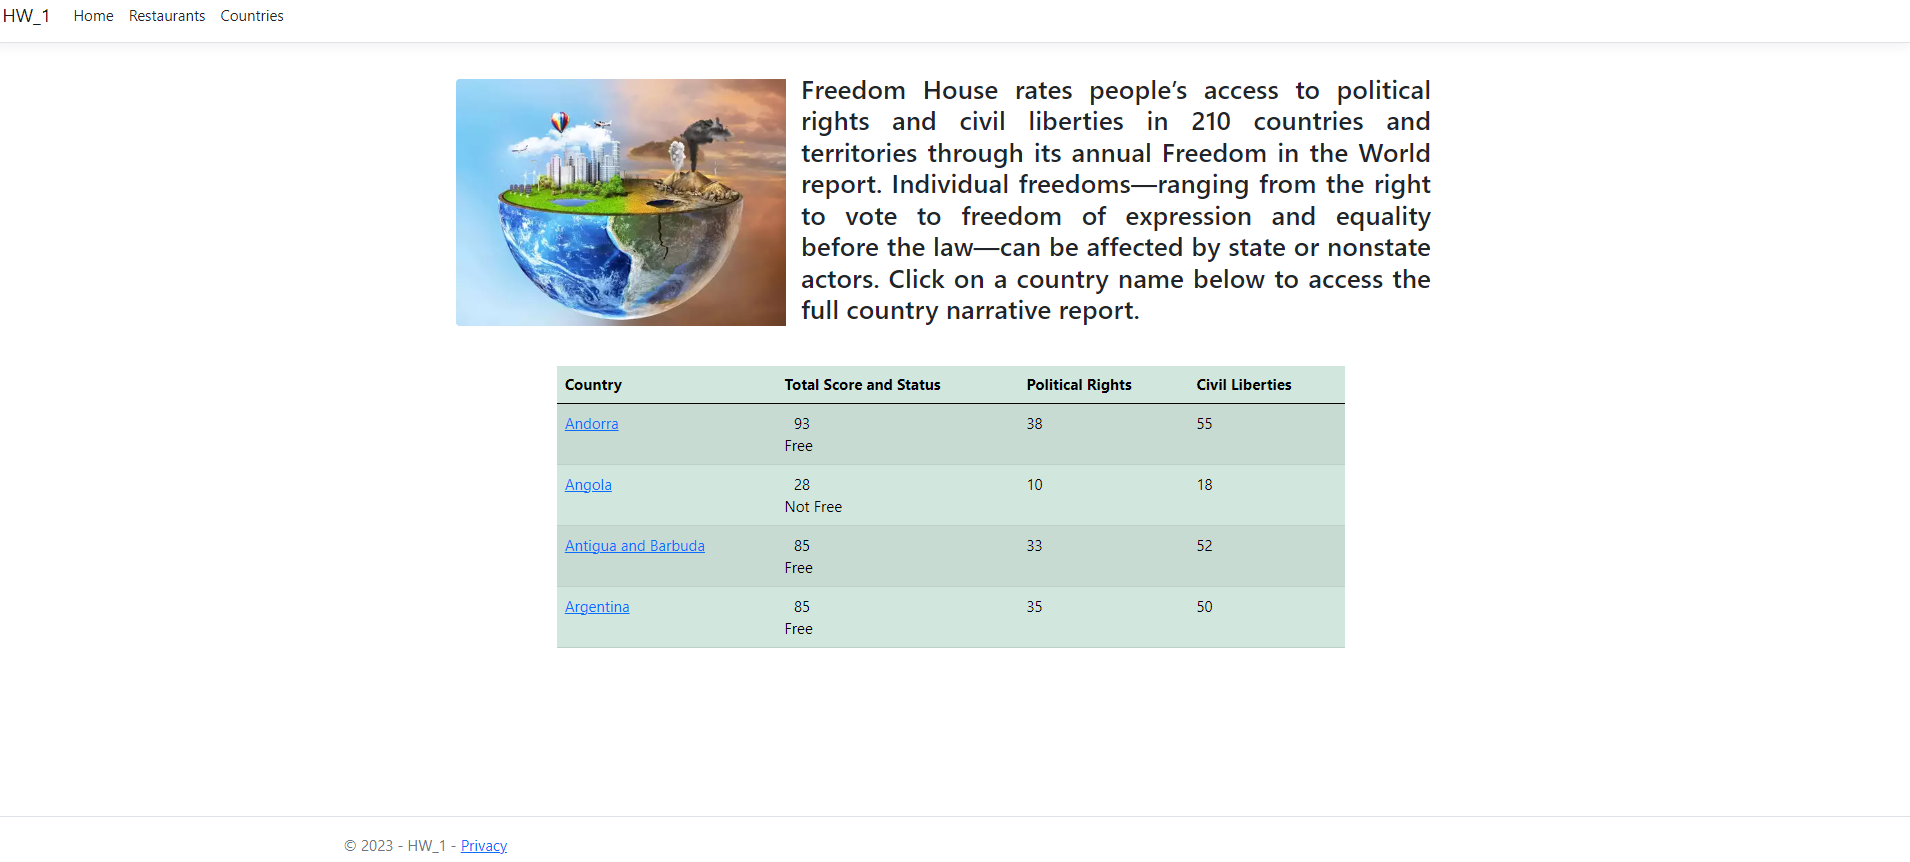 HW_1 Home Restaurants Countries
Freedom House rates people’s access to political
rights and civil liberties in 210 countries and
territories through its annual Freedom in the World
report. Individual freedoms—ranging from the right
to vote to freedom of expression and equality
before the law—can be affected by state or nonstate
actors. Click on a country name below to access the
full country narrative report.
Country Total Score and Status Political Rights Civil Liberties
Andorra 93 38 55
Free
Angola 28 10 18
Not Free
Antigua and Barbuda 85 33 52
Free
Argentina 85 35 50
Free
© 2023 - HW_1 - Privacy